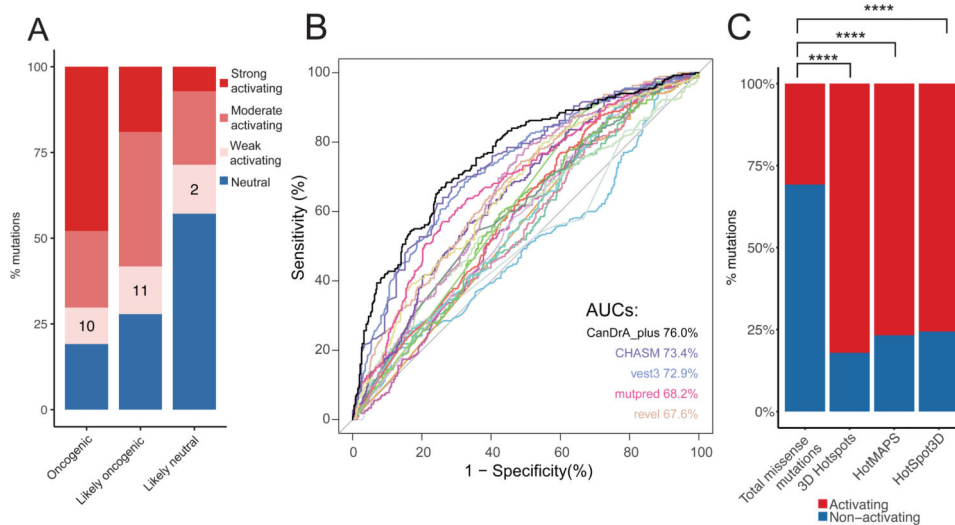 A
% mutations
100
75
50
25
0
10
11
2
Oncogenic
Likely oncogenic
Likely neutral
Strong
activating
Moderate
activating
Weak
activating
Neutral
B
Sensitivity (%)
100
80
60
40
20
0
0 20 40 60 80 100
1 − Specificity(%)
AUCs:
CanDrA_plus 76.0%
CHASM 73.4%
vest3 72.9%
mutpred 68.2%
revel 67.6%
C
****
****
****
% mutations
100%
75%
50%
25%
0%
Total missense
mutations
3D Hotspots
HotMAPS
HotSpot3D
Activating
Non−activating